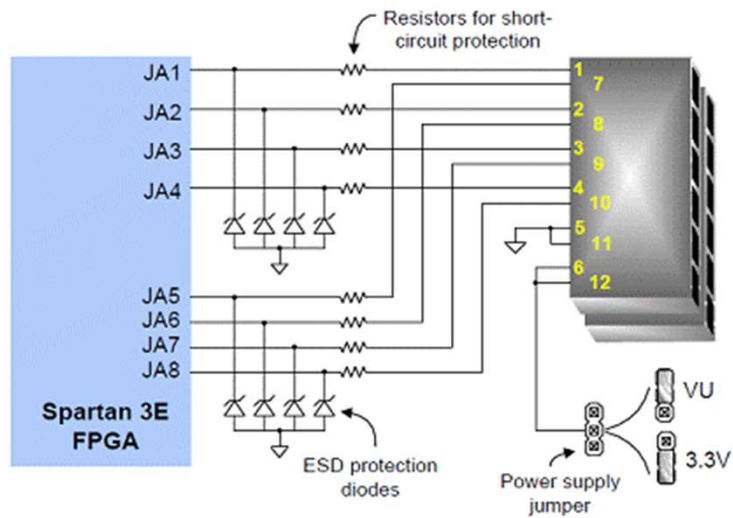 Resistors for short-
circuit protection
JA1
JA2
JA3
JA4
JA5
JA6
JA7
JA8
Spartan 3E
FPGA
1
7
2
8
3
9
4
10
5
11
6
12
ESD protection
diodes
Power supply
jumper
VU
3.3V